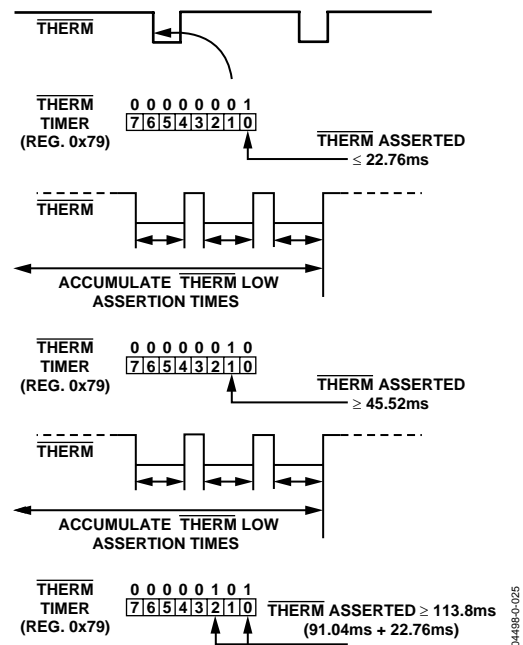 THERM
THERM
TIMER
(REG. 0x79)
0 0 0 0 0 0 0 1
7 6 5 4 3 2 1 0
THERM ASSERTED
≤ 22.76ms
THERM
ACCUMULATE THERM LOW
ASSERTION TIMES
THERM
TIMER
(REG. 0x79)
0 0 0 0 0 0 1 0
7 6 5 4 3 2 1 0
THERM ASSERTED
≥ 45.52ms
THERM
ACCUMULATE THERM LOW
ASSERTION TIMES
THERM
TIMER
(REG. 0x79)
0 0 0 0 0 1 0 1
7 6 5 4 3 2 1 0
THERM ASSERTED ≥ 113.8ms
(91.04ms + 22.76ms)
04498-0-025